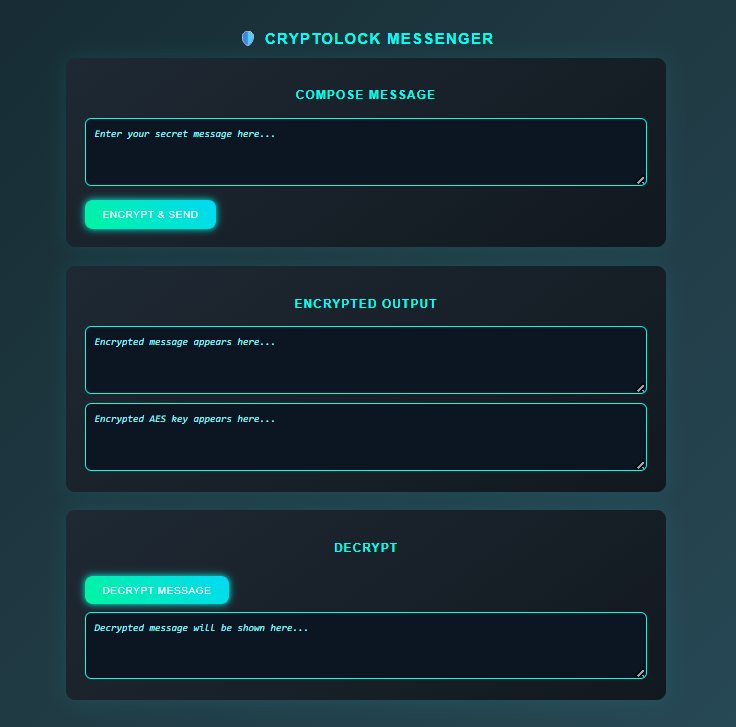 CRYPTOLOCK MESSENGER
COMPOSE MESSAGE
Enter your secret message here...
ENCRYPT & SEND
ENCRYPTED OUTPUT
Encrypted message appears here...
Encrypted AES key appears here...
DECRYPT
DECRYPT MESSAGE
Decrypted message will be shown here...